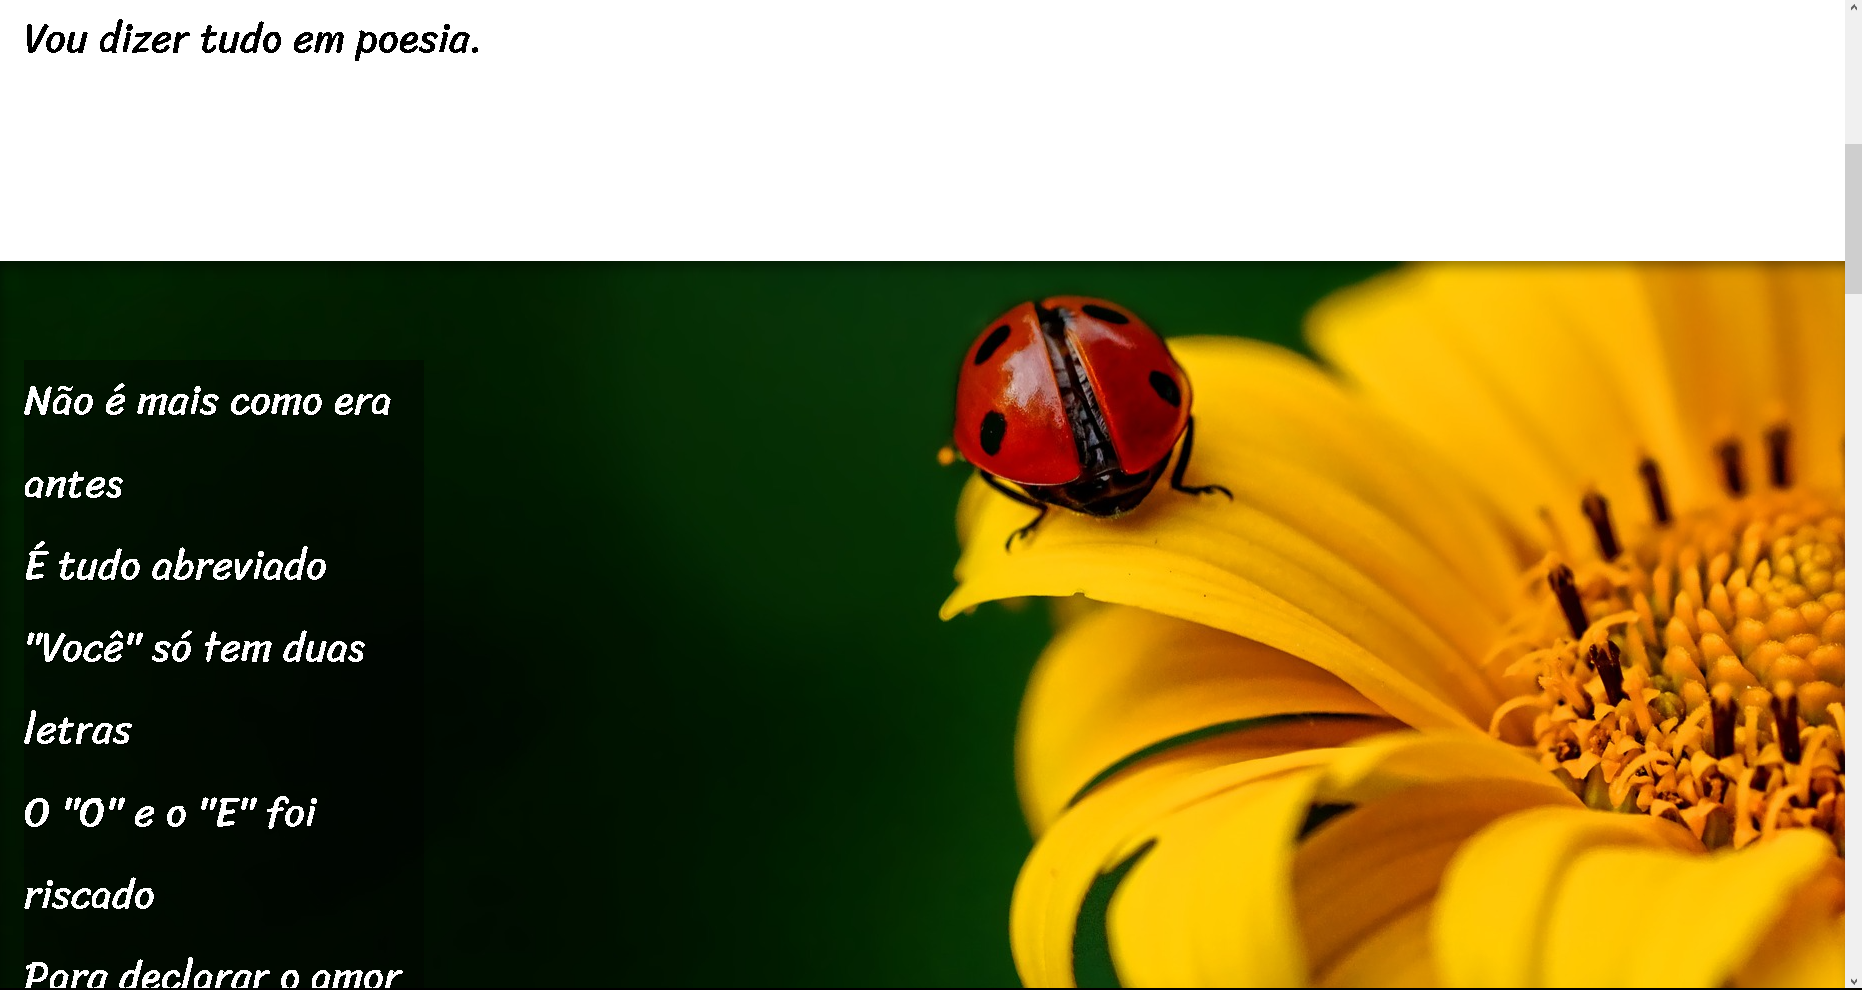 Vou dizer tudo em poesia.
Não é mais como era
antes
É tudo abreviado
"Você" só tem duas
letras
O "O" e o "E" foi
riscado
Para declarar o amor